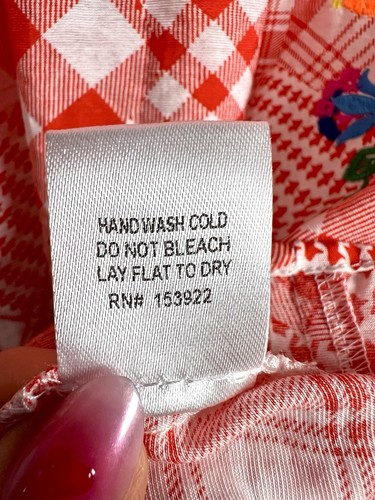 HAND WASH COLD
DO NOT BLEACH
LAY FLAT TO DRY
RN# 153922